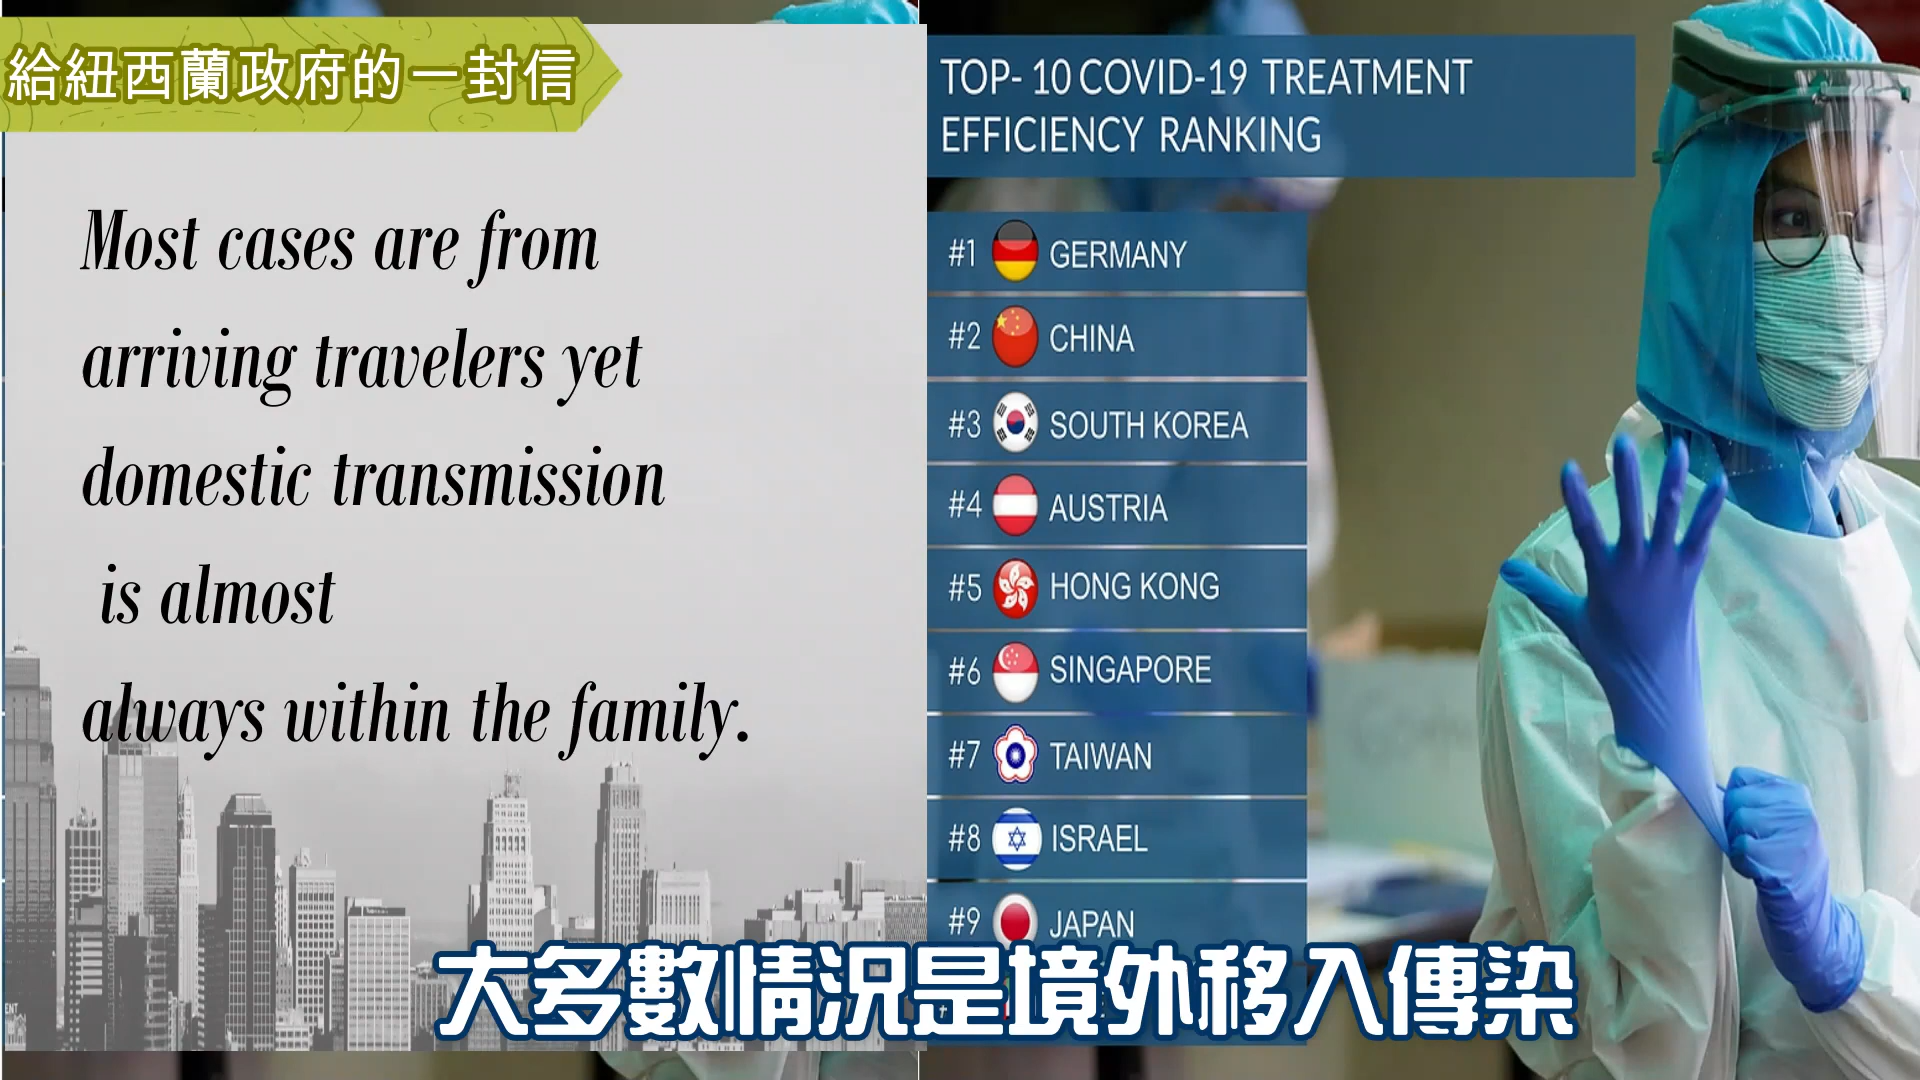 給紐西蘭政府的一封信
Most cases are from
arriving travelers yet
domestic transmission
is almost
always within the family.
TOP- 10 COVID-19 TREATMENT
EFFICIENCY RANKING
#1 GERMANY
#2 CHINA
#3 SOUTH KOREA
#4 AUSTRIA
#5 HONG KONG
#6 SINGAPORE
#7 TAIWAN
#8 ISRAEL
#9 JAPAN
大多數情況是境外移入傳染